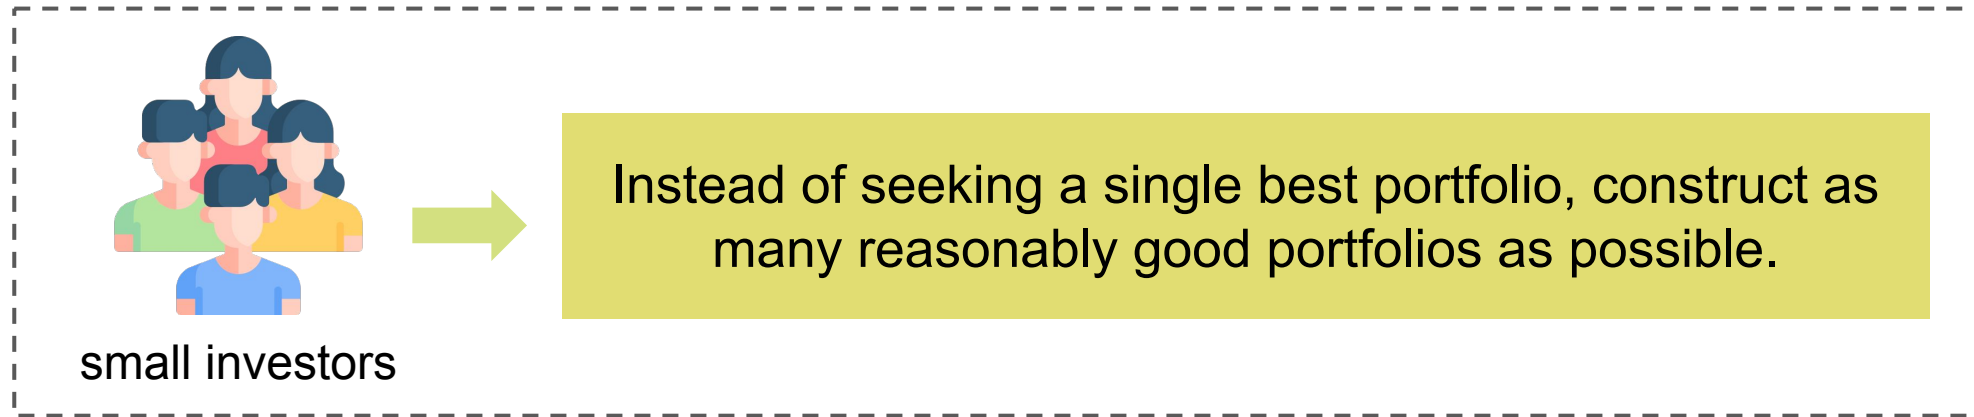 Instead of seeking a single best portfolio, construct as
many reasonably good portfolios as possible.
small investors